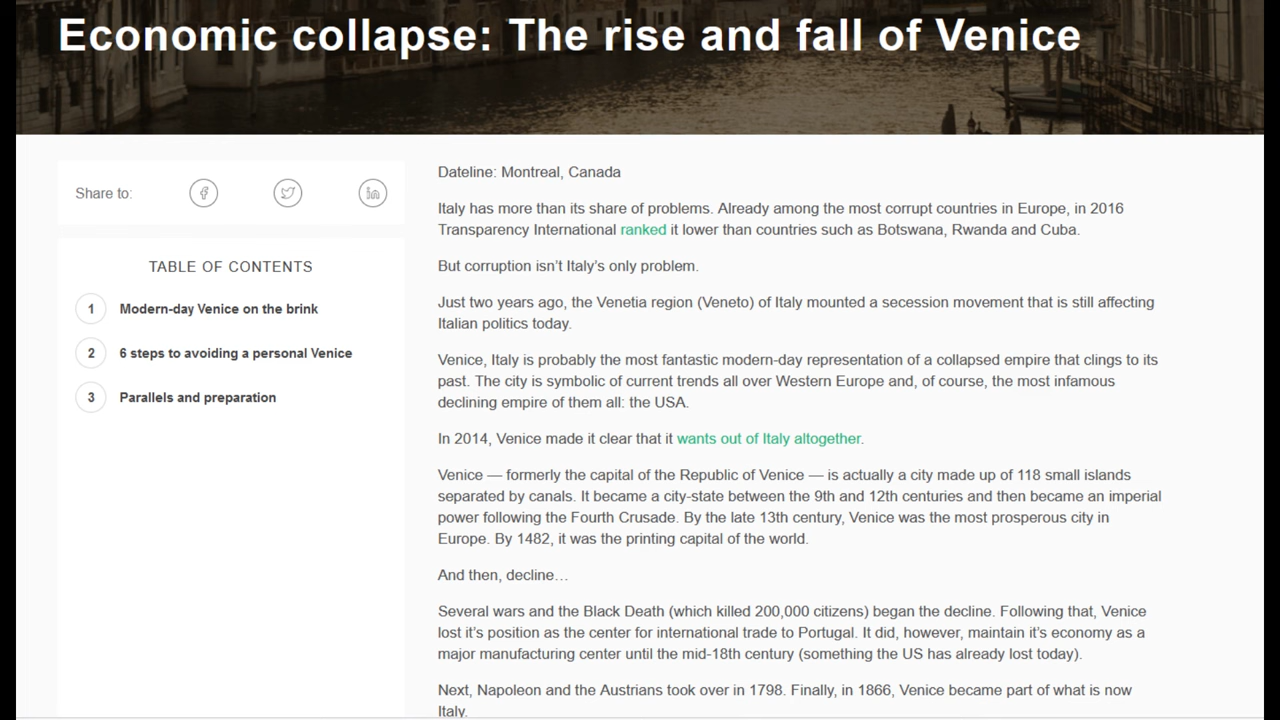 Economic collapse: The rise and fall of Venice
Share to:
TABLE OF CONTENTS
1 Modern-day Venice on the brink
2 6 steps to avoiding a personal Venice
3 Parallels and preparation
Dateline: Montreal, Canada
Italy has more than its share of problems. Already among the most corrupt countries in Europe, in 2016
Transparency International ranked it lower than countries such as Botswana, Rwanda and Cuba.
But corruption isn’t Italy’s only problem.
Just two years ago, the Venetia region (Veneto) of Italy mounted a secession movement that is still affecting
Italian politics today.
Venice, Italy is probably the most fantastic modern-day representation of a collapsed empire that clings to its
past. The city is symbolic of current trends all over Western Europe and, of course, the most infamous
declining empire of them all: the USA.
In 2014, Venice made it clear that it wants out of Italy altogether.
Venice — formerly the capital of the Republic of Venice — is actually a city made up of 118 small islands
separated by canals. It became a city-state between the 9th and 12th centuries and then became an imperial
power following the Fourth Crusade. By the late 13th century, Venice was the most prosperous city in
Europe. By 1482, it was the printing capital of the world.
And then, decline…
Several wars and the Black Death (which killed 200,000 citizens) began the decline. Following that, Venice
lost it’s position as the center for international trade to Portugal. It did, however, maintain it’s economy as a
major manufacturing center until the mid-18th century (something the US has already lost today).
Next, Napoleon and the Austrians took over in 1798. Finally, in 1866, Venice became part of what is now
Italy.